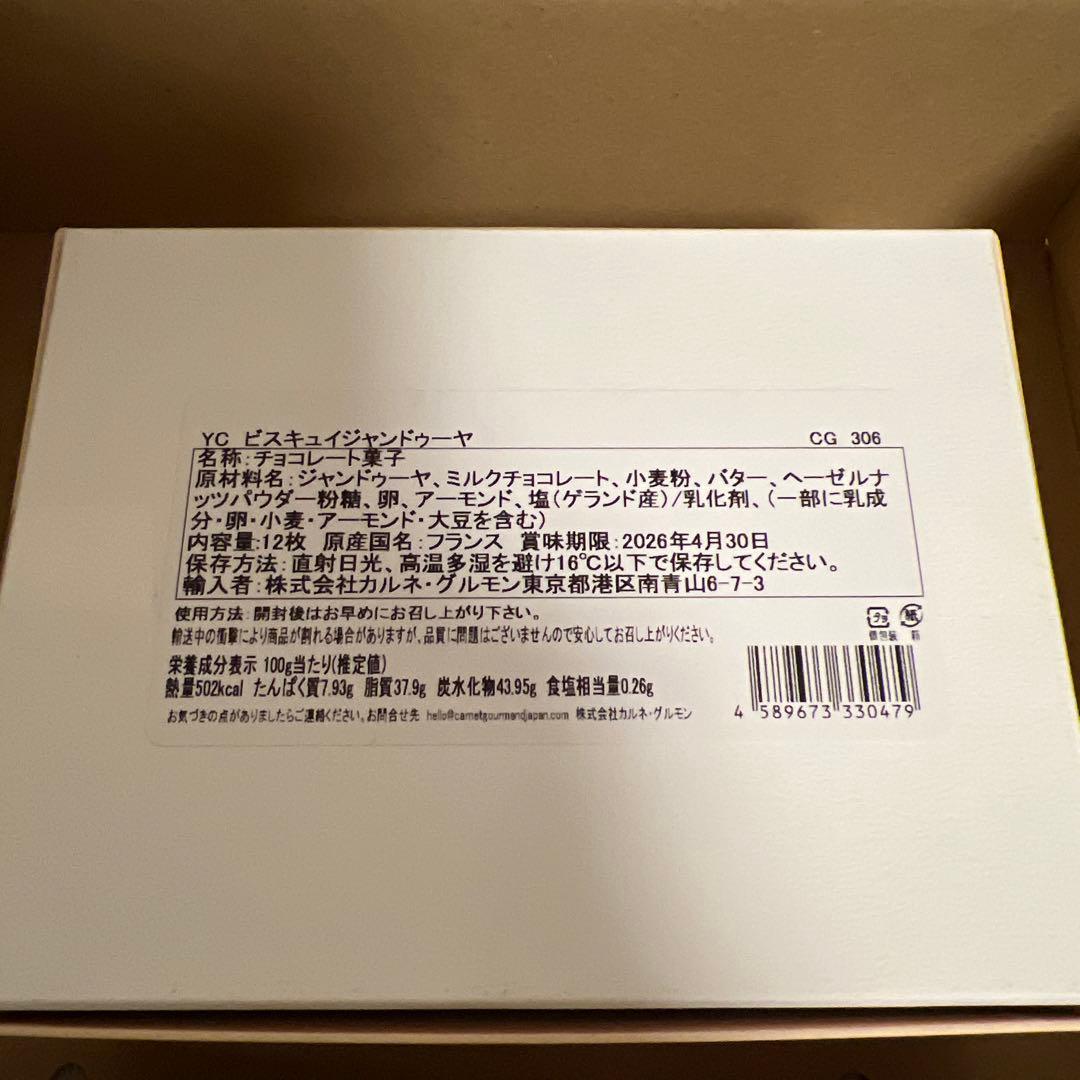 YC ビスキュイジャンドゥーヤ CG 306
名称:チョコレート菓子
原材料名:ジャンドゥーヤ、ミルクチョコレート、小麦粉、バター、ヘーゼルナ
ッツパウダー粉糖、卵、アーモンド、塩(ゲランド産)/乳化剤、(一部に乳成
分・卵・小麦・アーモンド・大豆を含む)
内容量:12枚 原産国名:フランス 賞味期限:2026年4月30日
保存方法:直射日光、高温多湿を避け16℃以下で保存してください。
輸入者:株式会社カルネ・グルモン東京都港区南青山6-7-3
使用方法:開封後はお早めにお召し上がり下さい。
輸送中の衝撃により商品が割れる場合がありますが、品質に問題はございませんので安心してお召し上がりください。
プラ 紙
個包装 箱
栄養成分表示 100g当たり(推定値)
熱量502kcal たんぱく質7.93g 脂質37.9g 炭水化物43.95g 食塩相当量0.26g
お気づきの点がありましたらご連絡ください。お問合せ先 hello@carnetgourmandjapan.com 株式会社カルネ・グルモン
4 589673 330479